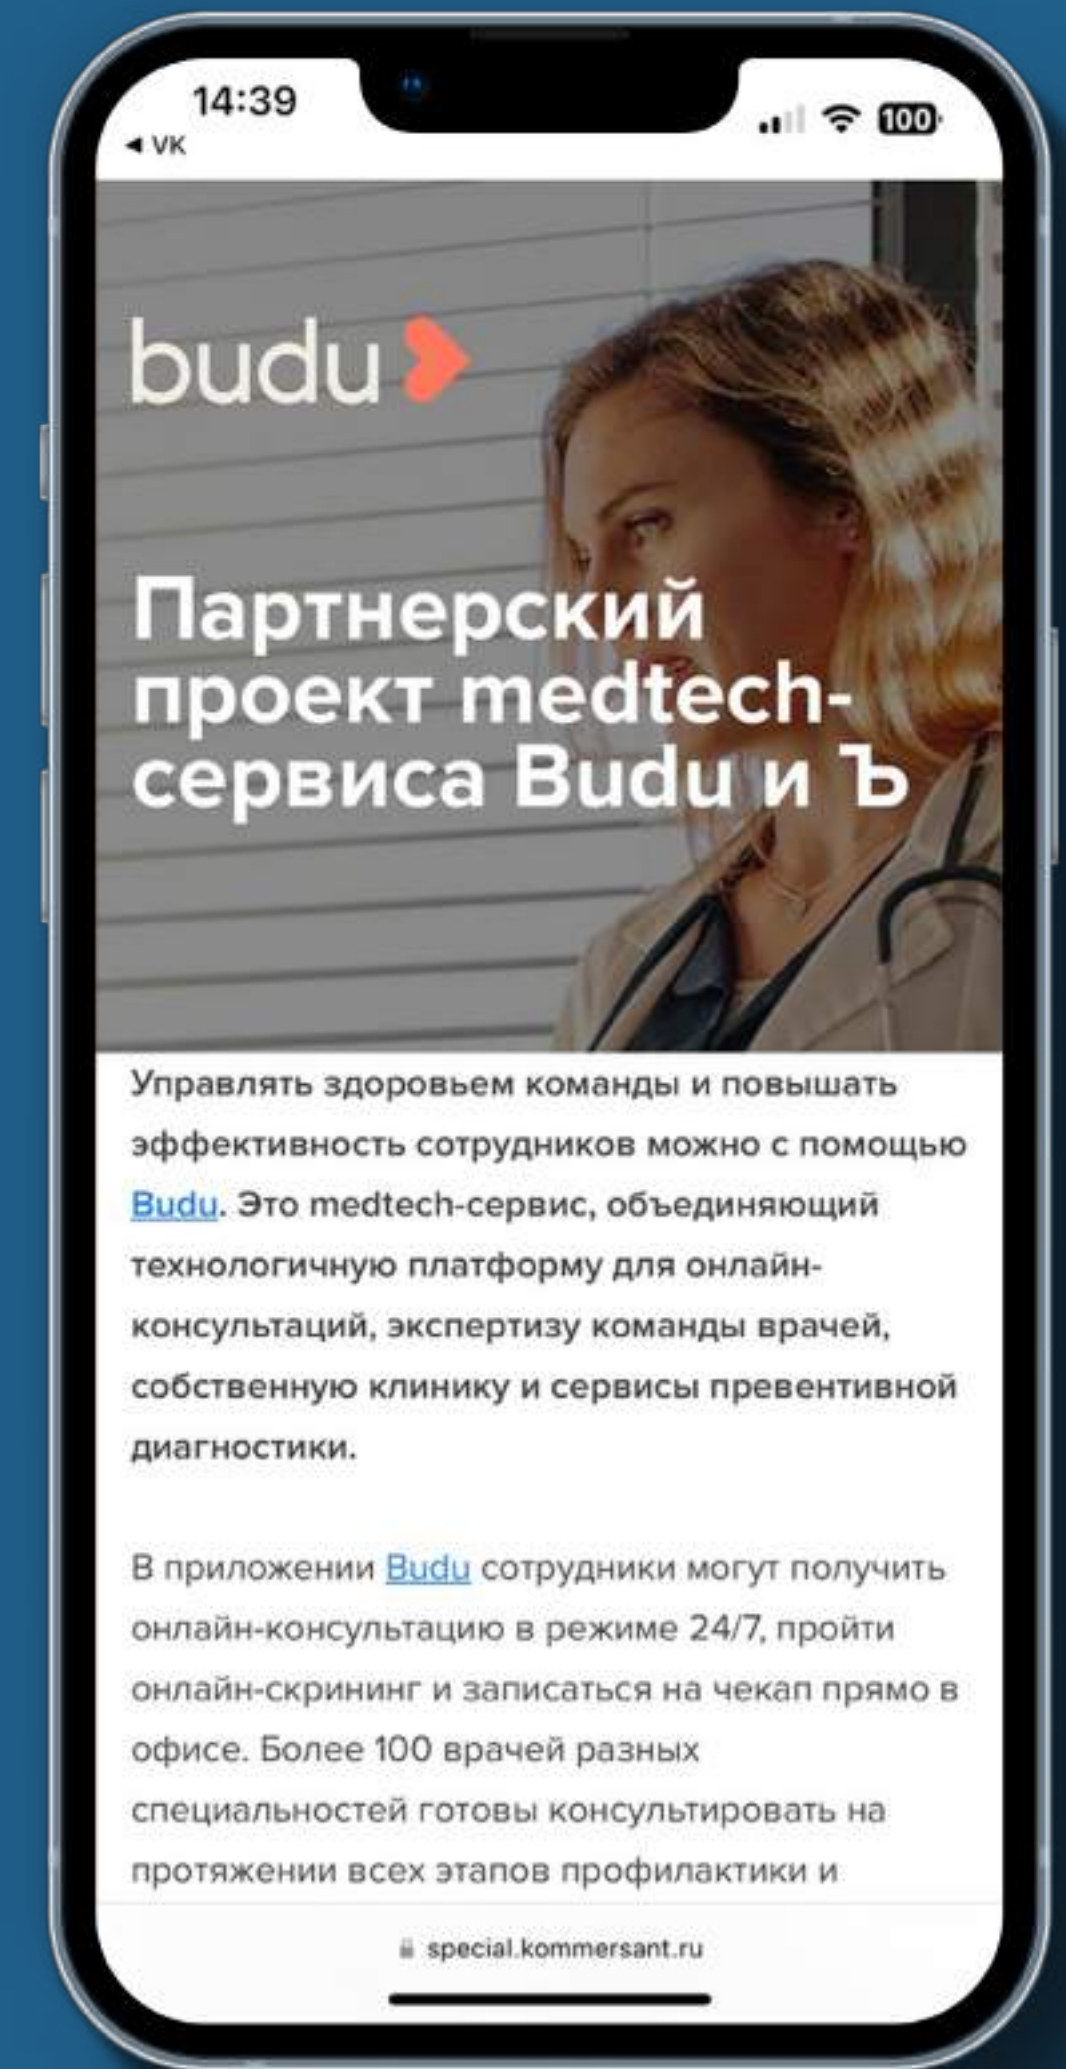 14:39
◀ VK
100
budu
Партнерский
проект medtech-
сервиса Budu и Ъ
Управлять здоровьем команды и повышать
эффективность сотрудников можно с помощью
Budu. Это medtech-сервис, объединяющий
технологичную платформу для онлайн-
консультаций, экспертизу команды врачей,
собственную клинику и сервисы превентивной
диагностики.
В приложении Budu сотрудники могут получить
онлайн-консультацию в режиме 24/7, пройти
онлайн-скрининг и записаться на чекап прямо в
офисе. Более 100 врачей разных
специальностей готовы консультировать на
протяжении всех этапов профилактики и
special.kommersant.ru